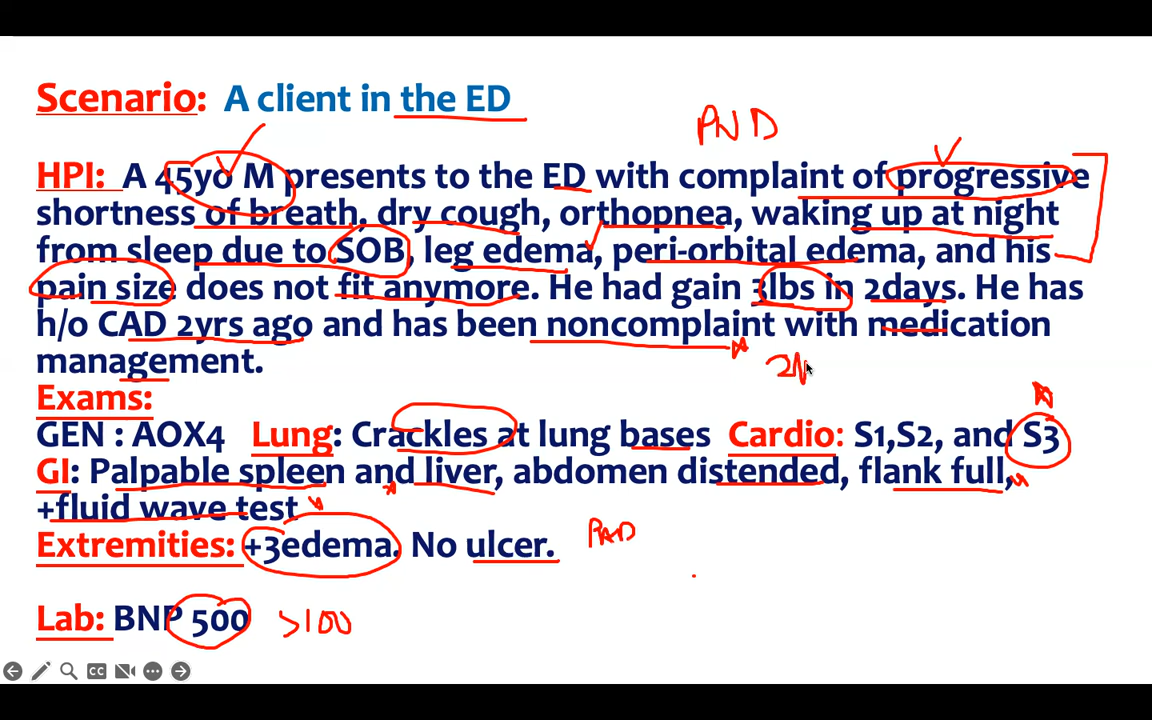 Scenario: A client in the ED
PND
HPI: A 45yo M presents to the ED with complaint of progressive
shortness of breath, dry cough, orthopnea, waking up at night
from sleep due to SOB, leg edema, peri-orbital edema, and his
pain size does not fit anymore. He had gain 3lbs in 2days. He has
h/o CAD 2yrs ago and has been noncomplaint with medication
management.
Exams:
GEN : AOX4 Lung: Crackles at lung bases Cardio: S1,S2, and S3
GI: Palpable spleen and liver, abdomen distended, flank full,
+fluid wave test
Extremities: +3edema. No ulcer. PAD
Lab: BNP 500 >100
CC